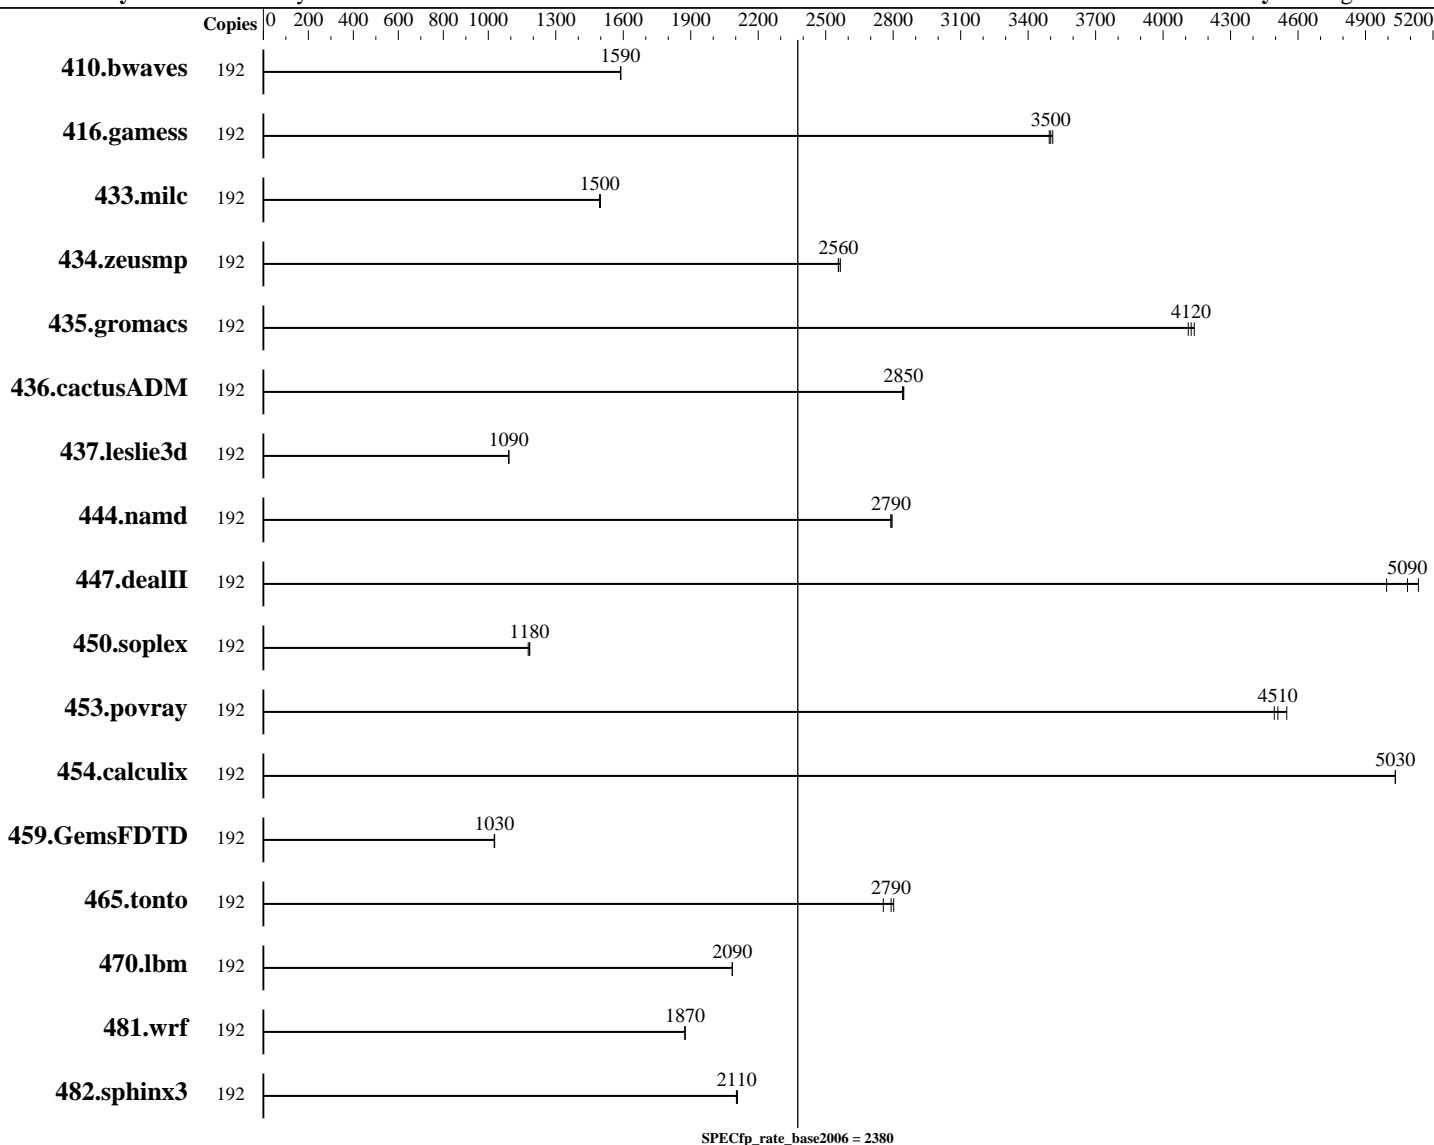 Copies 0 200 400 600 800 1000 1300 1600 1900 2200 2500 2800 3100 3400 3700 4000 4300 4600 4900 5200
1590
410.bwaves 192
3500
416.gamess 192
1500
433.milc 192
2560
434.zeusmp 192
4120
435.gromacs 192
2850
436.cactusADM 192
1090
437.leslie3d 192
2790
444.namd 192
5090
447.dealII 192
1180
450.soplex 192
4510
453.povray 192
5030
454.calculix 192
1030
459.GemsFDTD 192
2790
465.tonto 192
2090
470.lbm 192
1870
481.wrf 192
2110
482.sphinx3 192
SPECfp_rate_base2006 = 2380